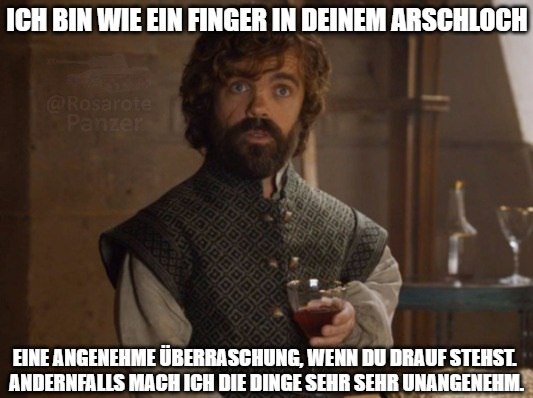 ICH BIN WIE EIN FINGER IN DEINEM ARSCHLOCH
@Rosarote
Panzer
EINE ANGENEHME ÜBERRASCHUNG, WENN DU DRAUF STEHST.
ANDERNFALLS MACH ICH DIE DINGE SEHR SEHR UNANGENEHM.